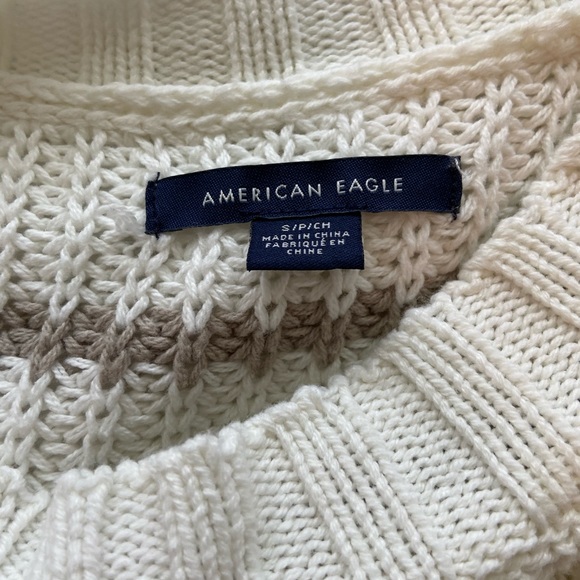 AMERICAN EAGLE
S/P/CH
MADE IN CHINA
FABRIQUÉ EN
CHINE